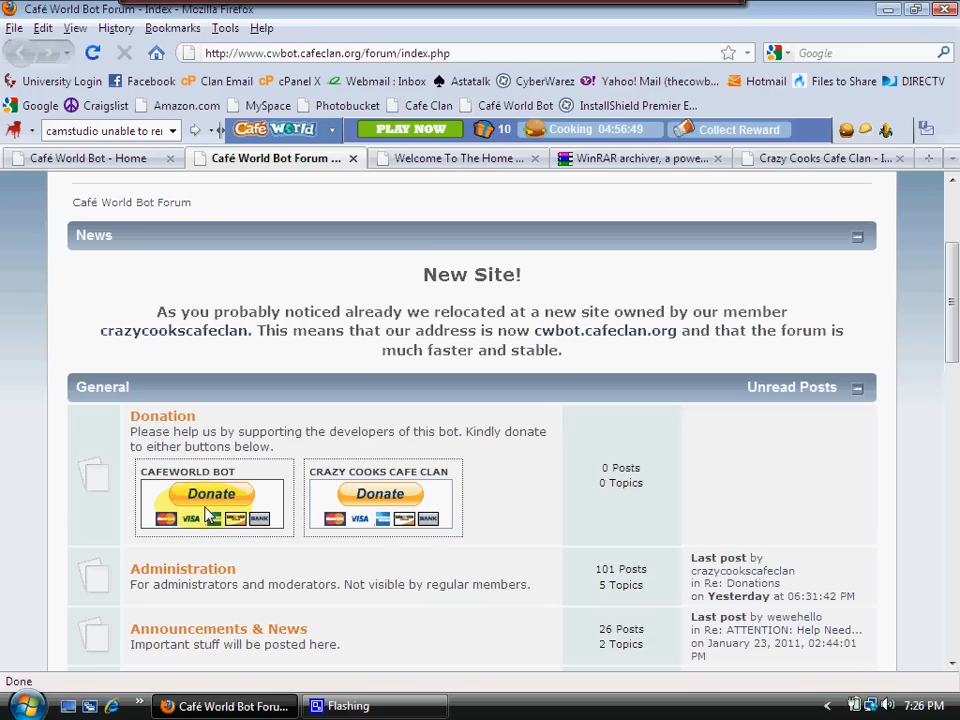 Café World Bot Forum - Index - Mozilla Firefox
File Edit View History Bookmarks Tools Help
http://www.cwbot.cafeclan.org/forum/index.php
Google
University Login Facebook Clan Email cPanel X Webmail : Inbox Astatalk CyberWarez Yahoo! Mail (thecowb... Hotmail Files to Share DIRECTV
Google Craigslist Amazon.com MySpace Photobucket Cafe Clan Café World Bot InstallShield Premier E...
camstudio unable to rei Café World PLAY NOW 10 Cooking 04:56:49 Collect Reward
Café World Bot - Home Café World Bot Forum ... Welcome To The Home ... WinRAR archiver, a powe... Crazy Cooks Cafe Clan - I...
Café World Bot Forum
News
New Site!
As you probably noticed already we relocated at a new site owned by our member
crazycookscafeclan. This means that our address is now cwbot.cafeclan.org and that the forum is
much faster and stable.
General Unread Posts
Donation
Please help us by supporting the developers of this bot. Kindly donate
to either buttons below.
CAFEWORLD BOT
Donate
VISA BANK
CRAZY COOKS CAFE CLAN
Donate
VISA BANK
0 Posts
0 Topics
Administration
For administrators and moderators. Not visible by regular members.
101 Posts
5 Topics
Last post by
crazycookscafeclan
in Re: Donations
on Yesterday at 06:31:42 PM
Announcements & News
Important stuff will be posted here.
26 Posts
2 Topics
Last post by wewehello
in Re: ATTENTION: Help Need...
on January 23, 2011, 02:44:01
PM
Done
Café World Bot Foru... Flashing 7:26 PM